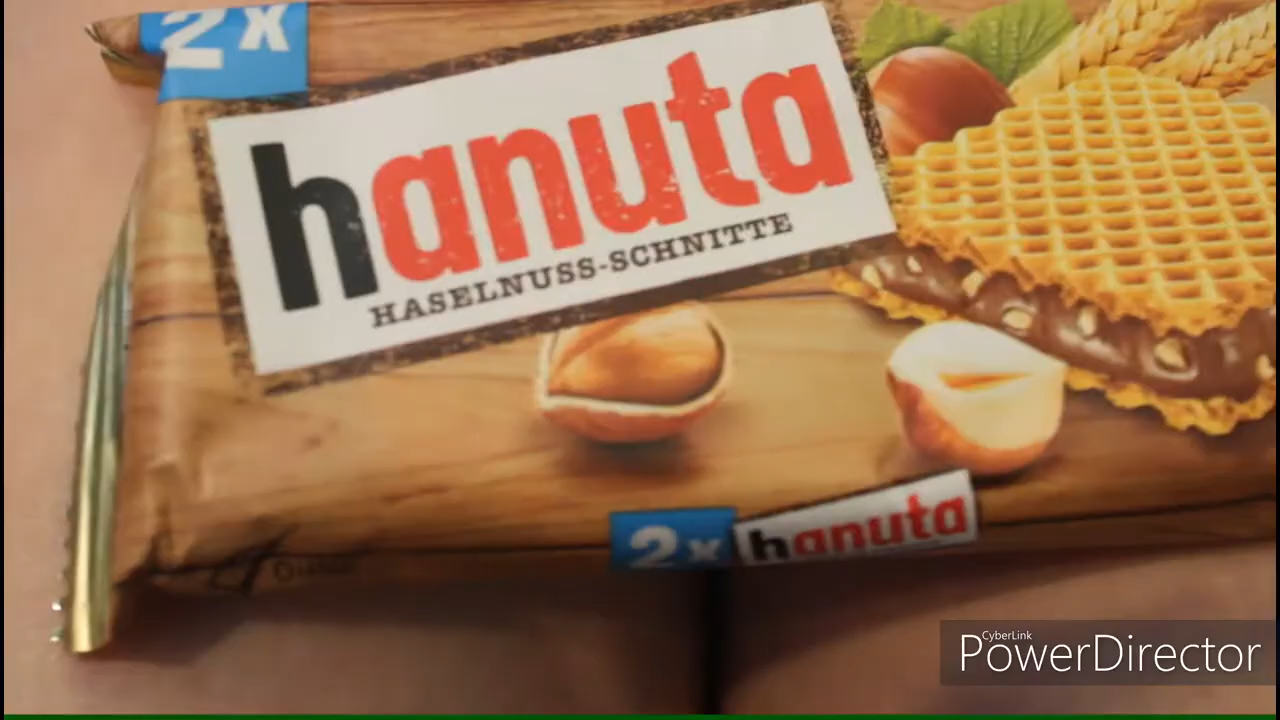 2x
hanuta
HASELNUSS-SCHNITTE
2x hanuta
CyberLink
PowerDirector